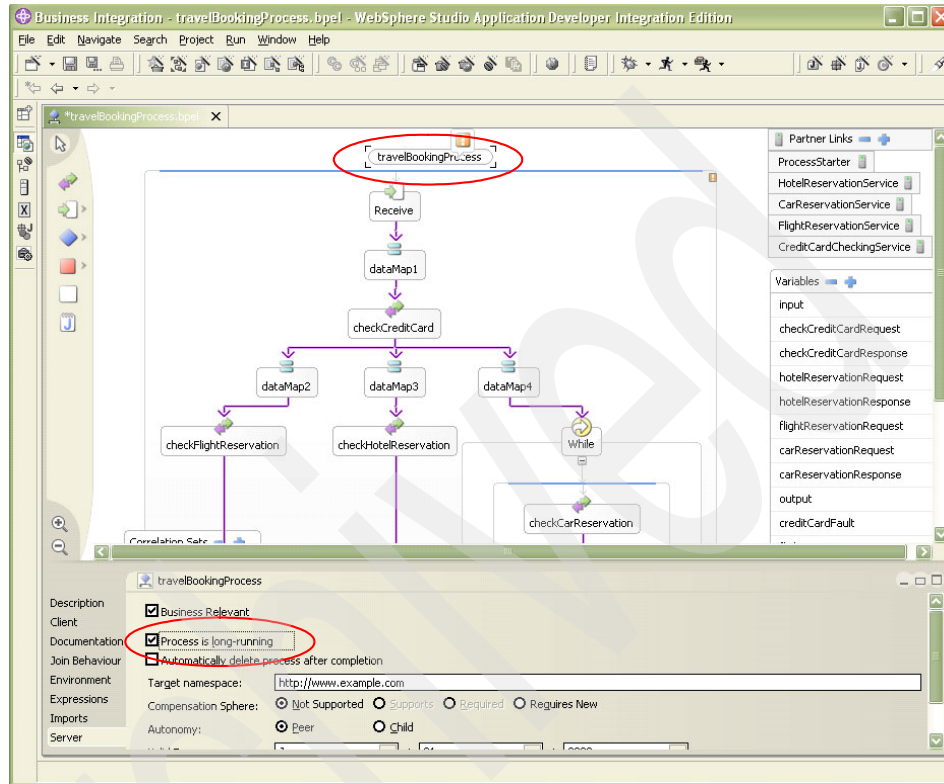 Business Integration - travelBookingProcess.bpel - WebSphere Studio Application Developer Integration Edition
File Edit Navigate Search Project Run Window Help
*travelBookingProcess.bpel
travelBookingProcess
Receive
dataMap1
checkCreditCard
dataMap2 dataMap3 dataMap4
checkFlightReservation checkHotelReservation While
checkCarReservation
Correlation Sets
Partner Links
ProcessStarter
HotelReservationService
CarReservationService
FlightReservationService
CreditCardCheckingService
Variables
input
checkCreditCardRequest
checkCreditCardResponse
hotelReservationRequest
hotelReservationResponse
flightReservationRequest
carReservationRequest
carReservationResponse
output
creditCardFault
travelBookingProcess
Description
Client
Documentation
Join Behaviour
Environment
Expressions
Imports
Server
Business Relevant
Process is long-running
Automatically delete process after completion
Target namespace: http://www.example.com
Compensation Sphere: Not Supported Supports Required Requires New
Autonomy: Peer Child